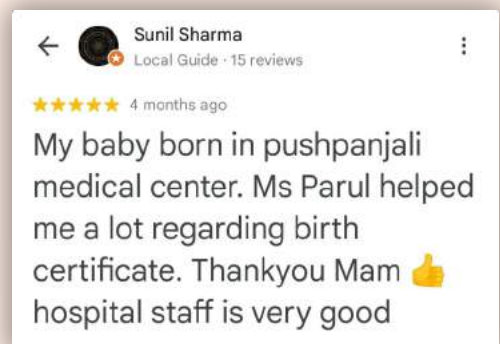 Sunil Sharma
Local Guide · 15 reviews
4 months ago
My baby born in pushpanjali
medical center. Ms Parul helped
me a lot regarding birth
certificate. Thankyou Mam 👍
hospital staff is very good